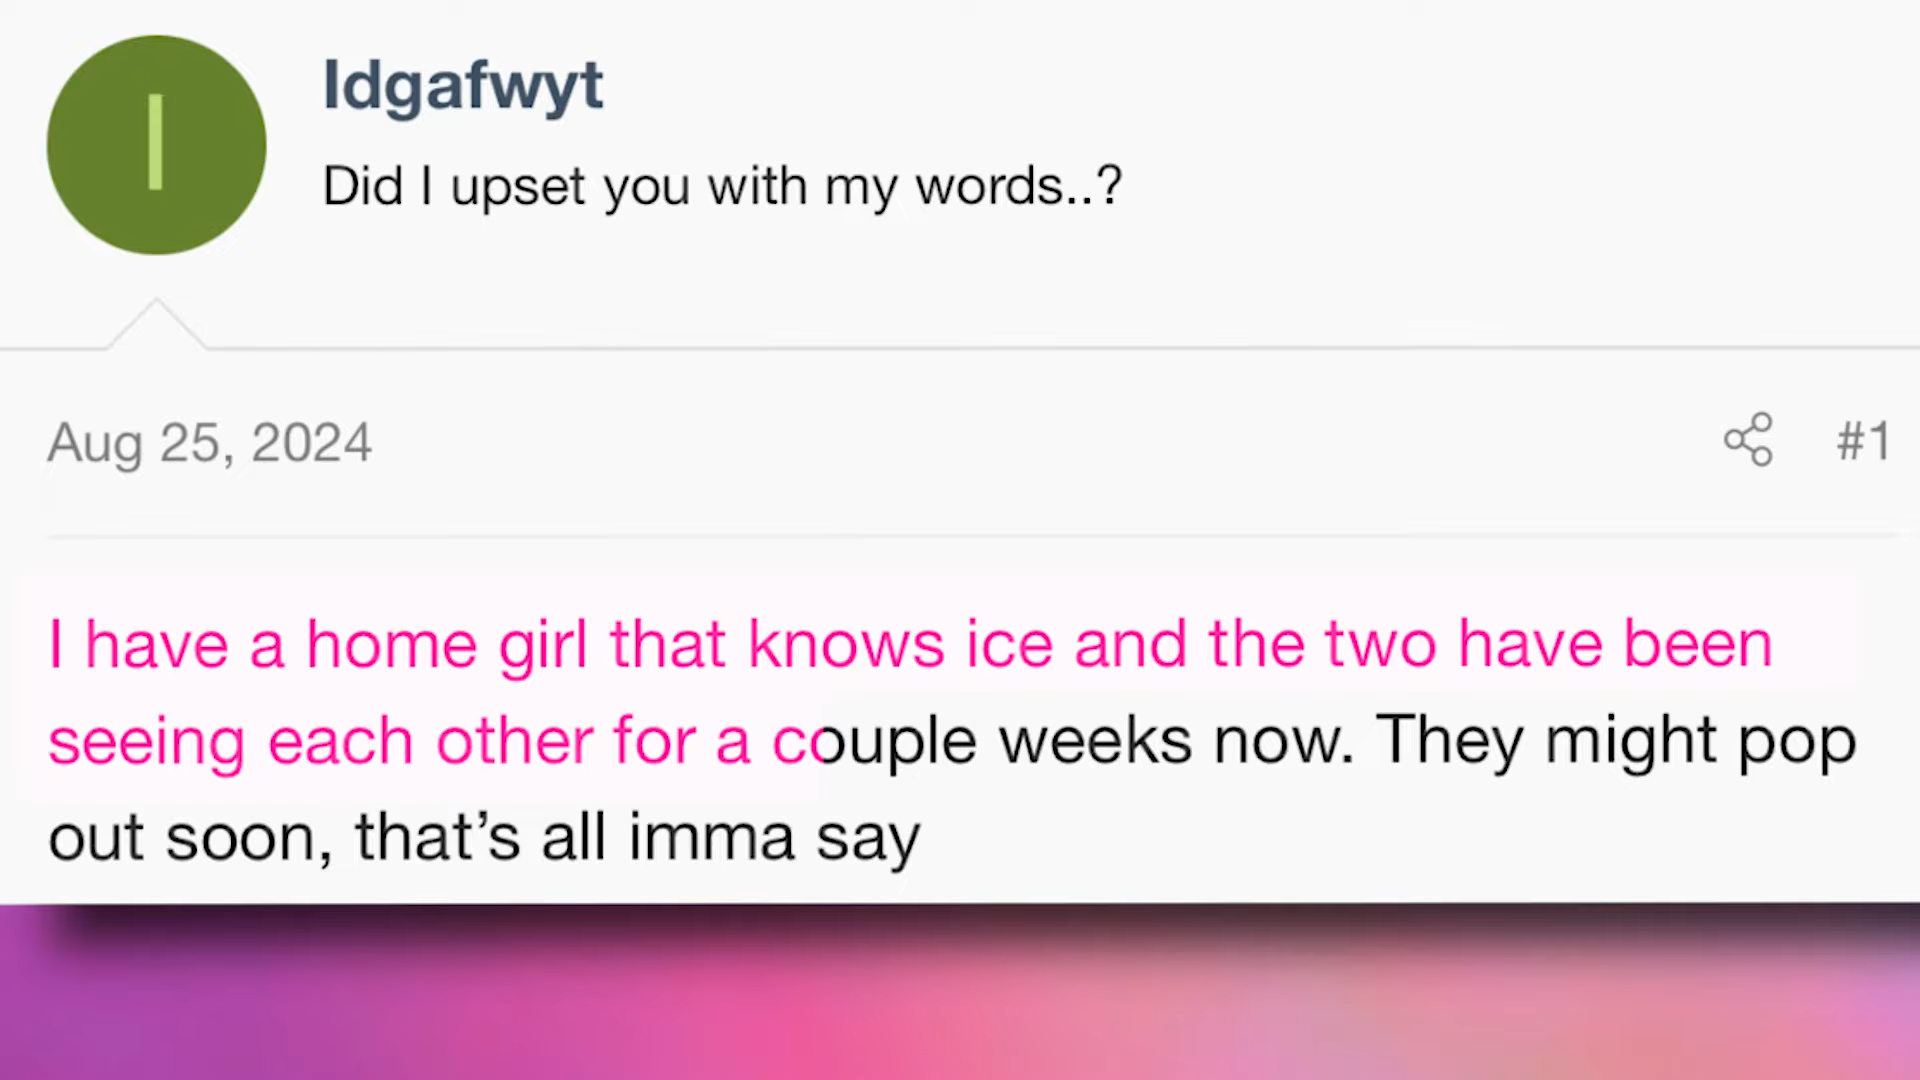 I
Idgafwyt
Did I upset you with my words..?
Aug 25, 2024
#1
I have a home girl that knows ice and the two have been
seeing each other for a couple weeks now. They might pop
out soon, that’s all imma say